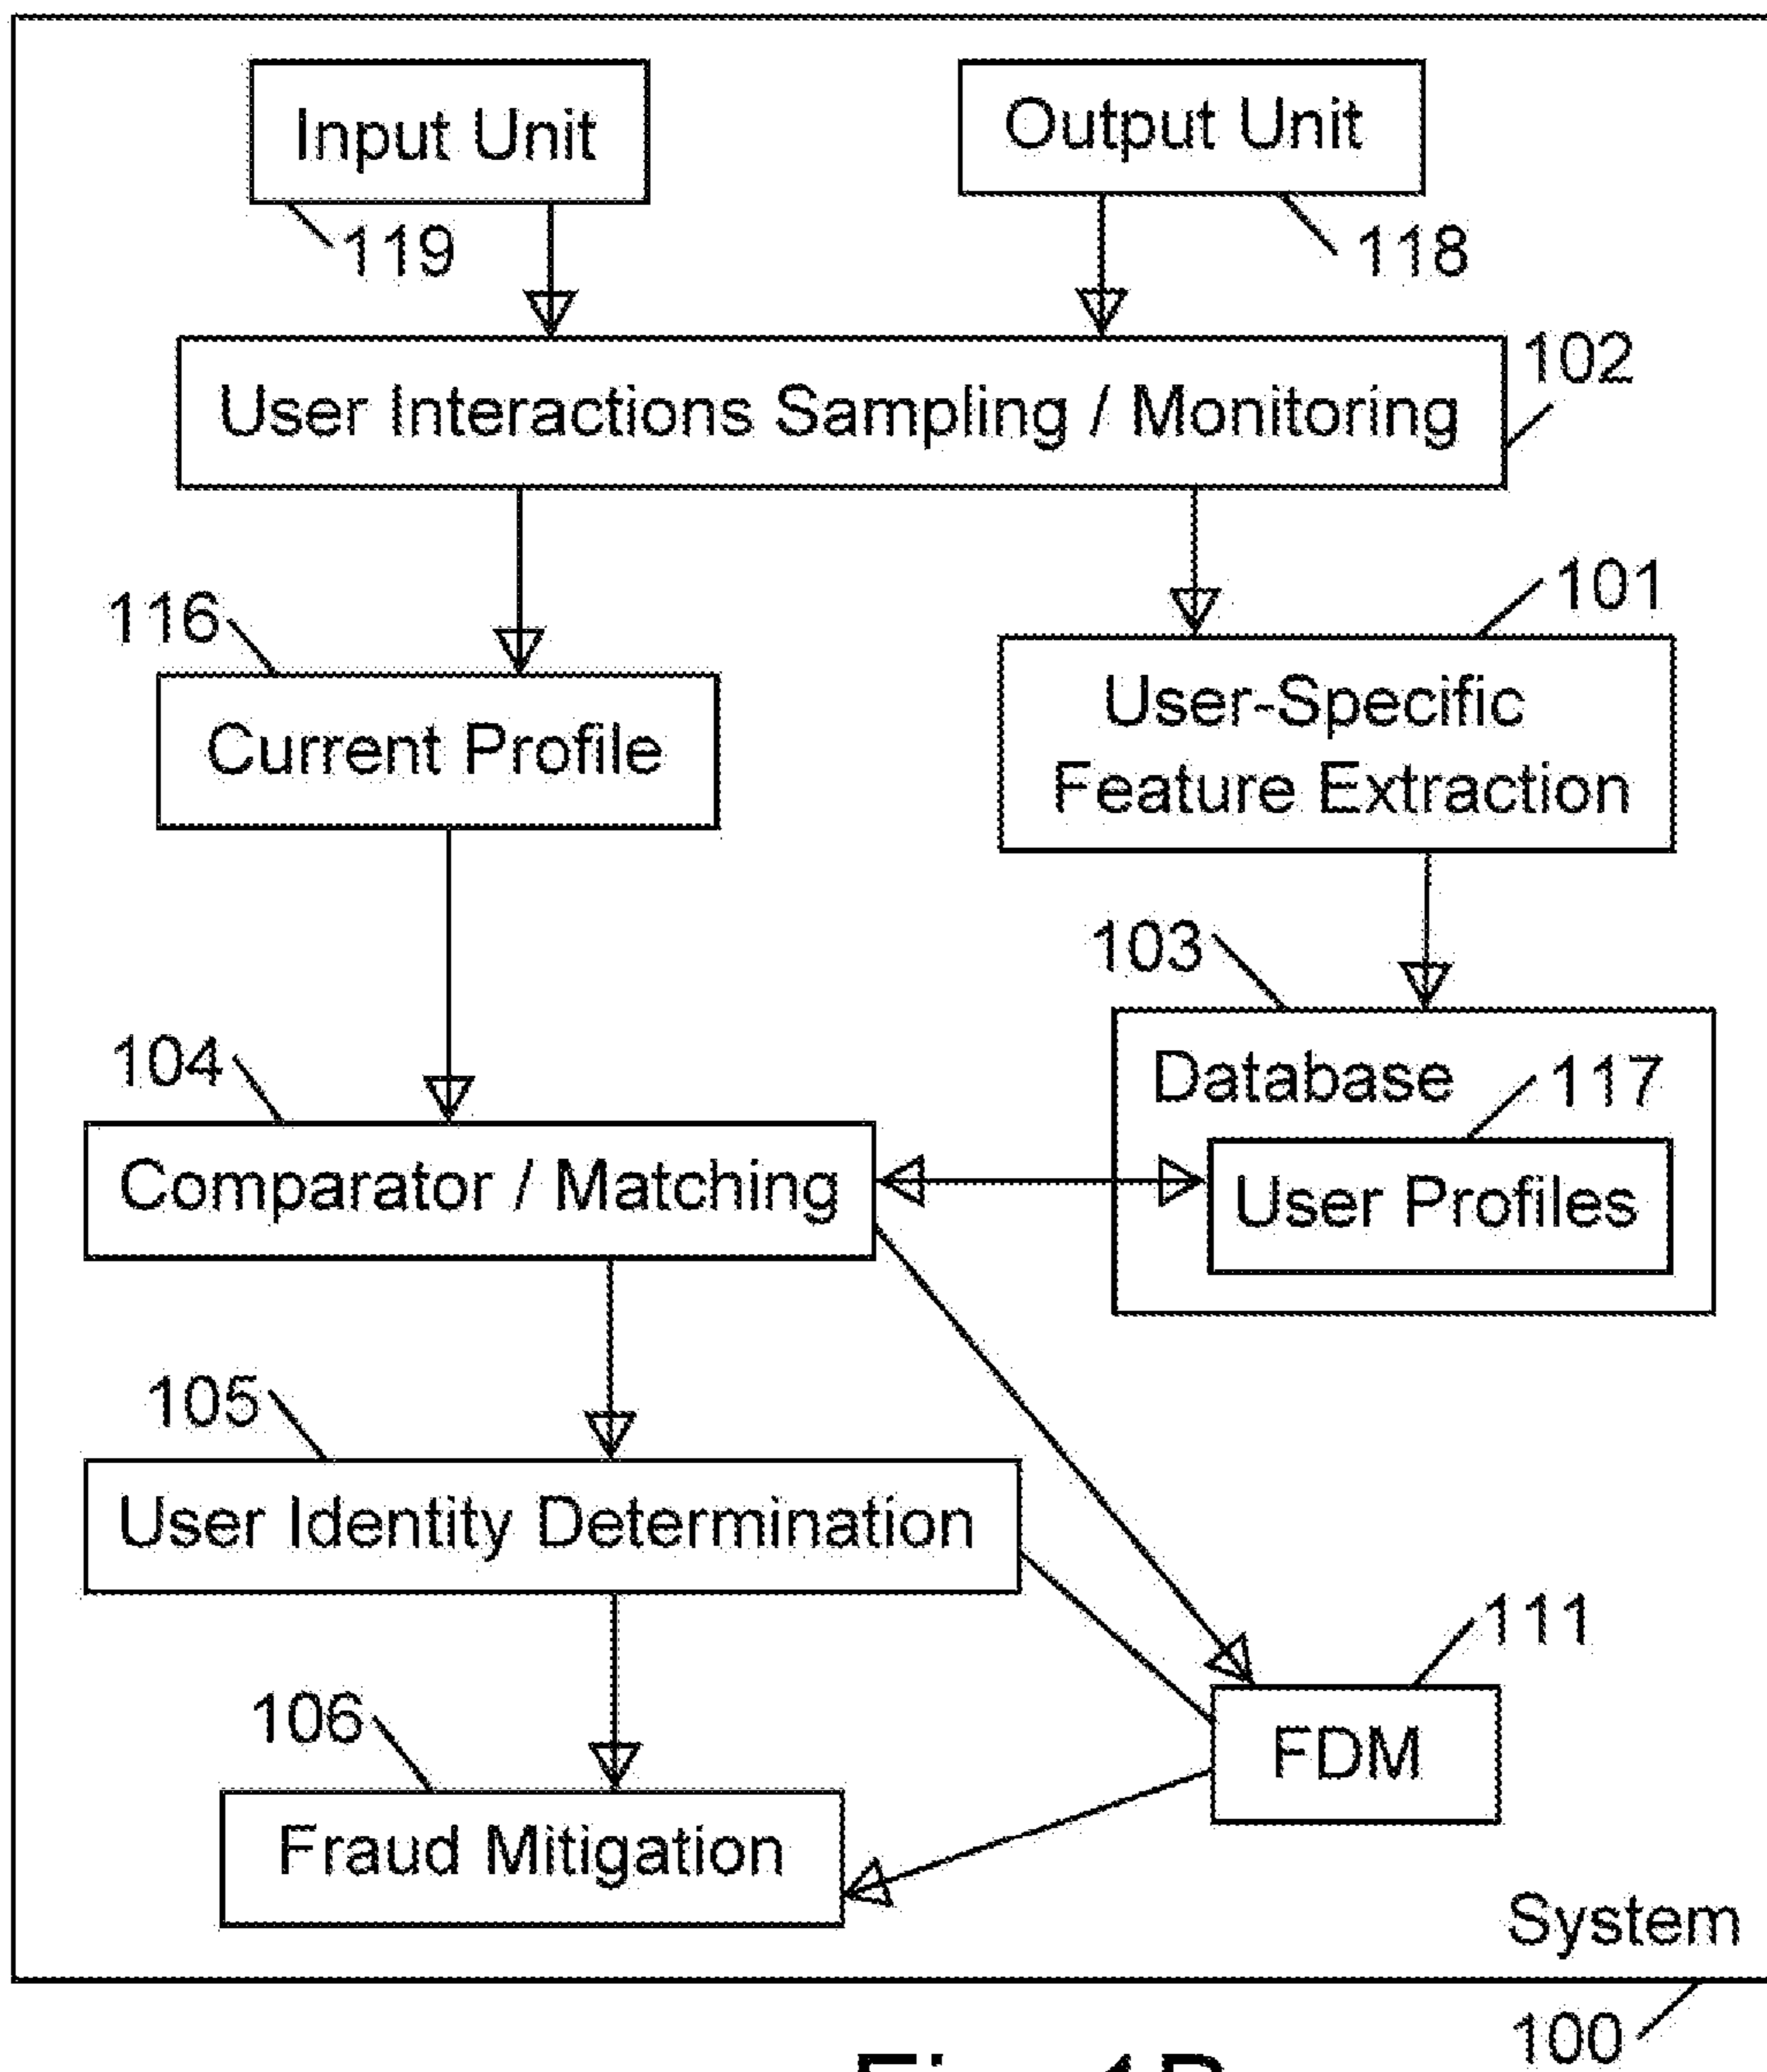 Input Unit
Output Unit
119
118
102
User Interactions Sampling / Monitoring
101
116
User-Specific
Feature Extraction
Current Profile
103
104
Database
117
Comparator / Matching
User Profiles
105
User Identity Determination
111
106
FDM
Fraud Mitigation
System
100